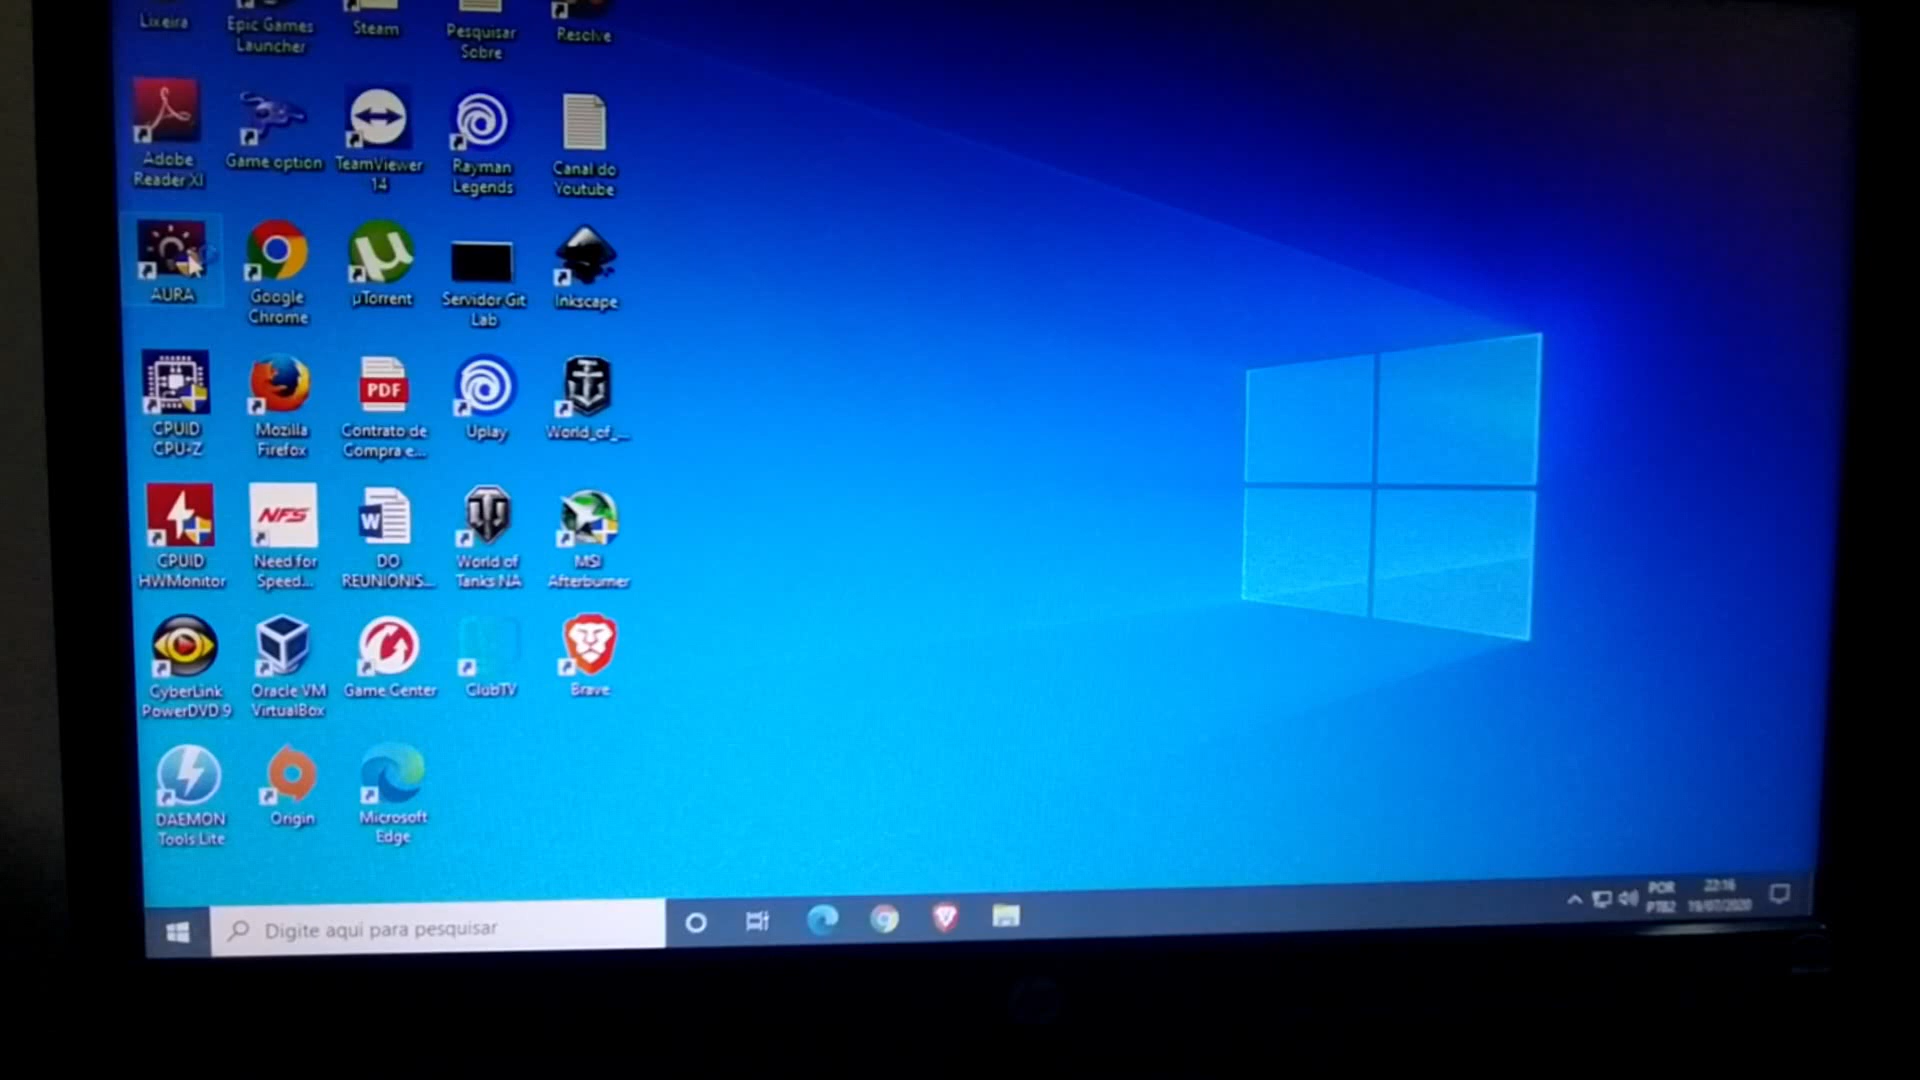 Lixeira
Epic Games
Launcher
Steam
Pesquisar
Sobre
Resolve
Adobe
Reader XI
Game option
TeamViewer
14
Rayman
Legends
Canal do
Youtube
AURA
Google
Chrome
µTorrent
Servidor Git
Lab
Inkscape
CPUID
CPU-Z
Mozilla
Firefox
PDF
Contrato de
Compra e...
Uplay
World_of_...
CPUID
HWMonitor
NFS
Need for
Speed...
W
DO
REUNIONIS...
World of
Tanks NA
MSI
Afterburner
CyberLink
PowerDVD 9
Oracle VM
VirtualBox
Game Center
ClubTV
Brave
DAEMON
Tools Lite
Origin
Microsoft
Edge
Digite aqui para pesquisar
POR
PTB2
22:16
19/07/2020